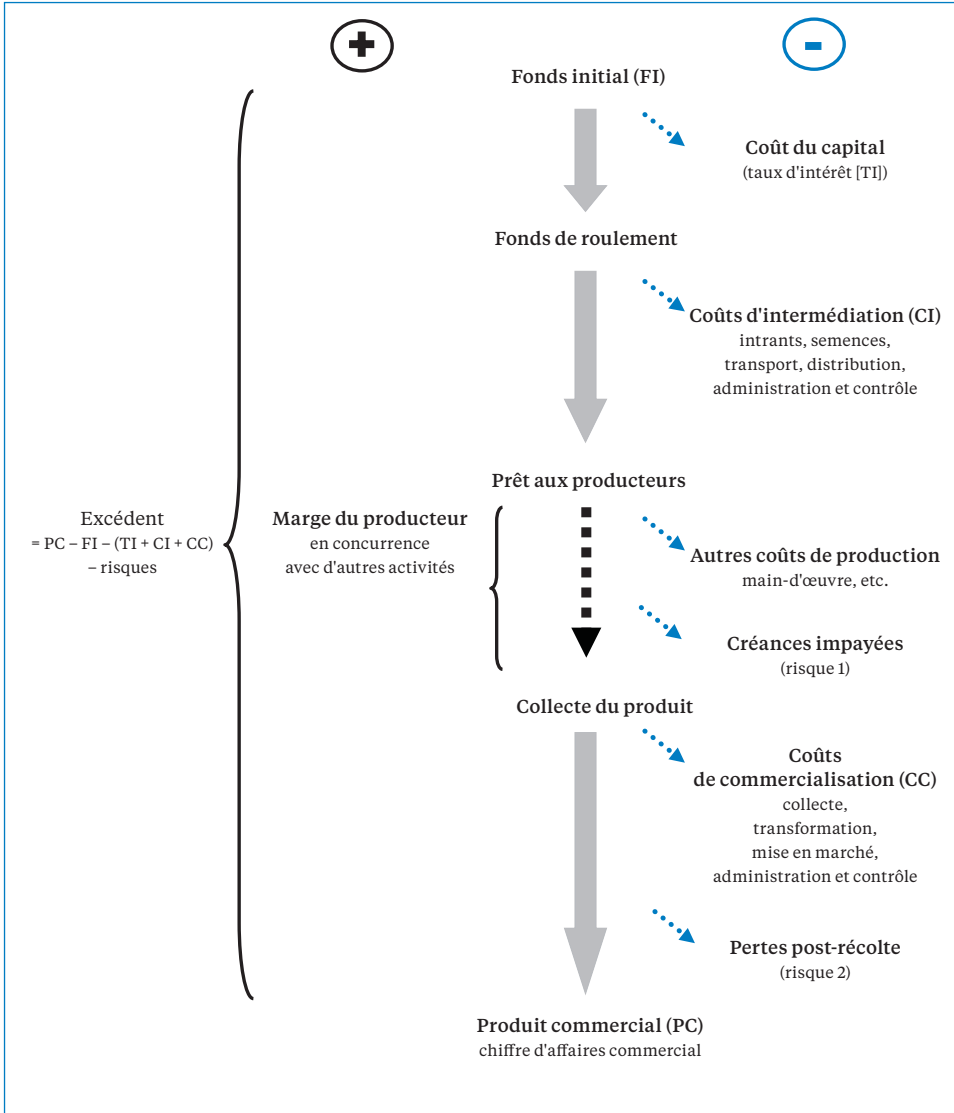 +
-
Fonds initial (FI)
Coût du capital
(taux d'intérêt [TI])
Fonds de roulement
Coûts d'intermédiation (CI)
intrants, semences,
transport, distribution,
administration et contrôle
Prêt aux producteurs
Excédent
= PC – FI – (TI + CI + CC)
– risques
Marge du producteur
en concurrence
avec d'autres activités
Autres coûts de production
main-d'œuvre, etc.
Créances impayées
(risque 1)
Collecte du produit
Coûts
de commercialisation (CC)
collecte,
transformation,
mise en marché,
administration et contrôle
Pertes post-récolte
(risque 2)
Produit commercial (PC)
chiffre d'affaires commercial